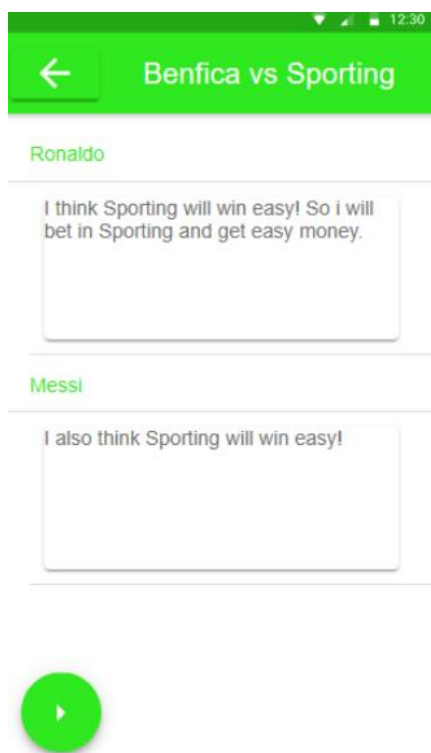 12:30
Benfica vs Sporting
Ronaldo
I think Sporting will win easy! So i will
bet in Sporting and get easy money.
Messi
I also think Sporting will win easy!